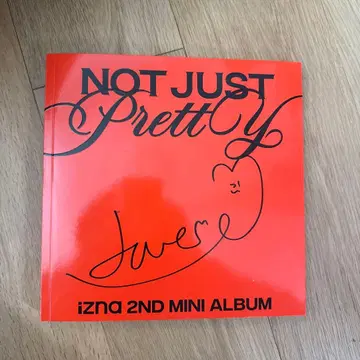 NOT JUST
Pretty
izna 2ND MINI ALBUM